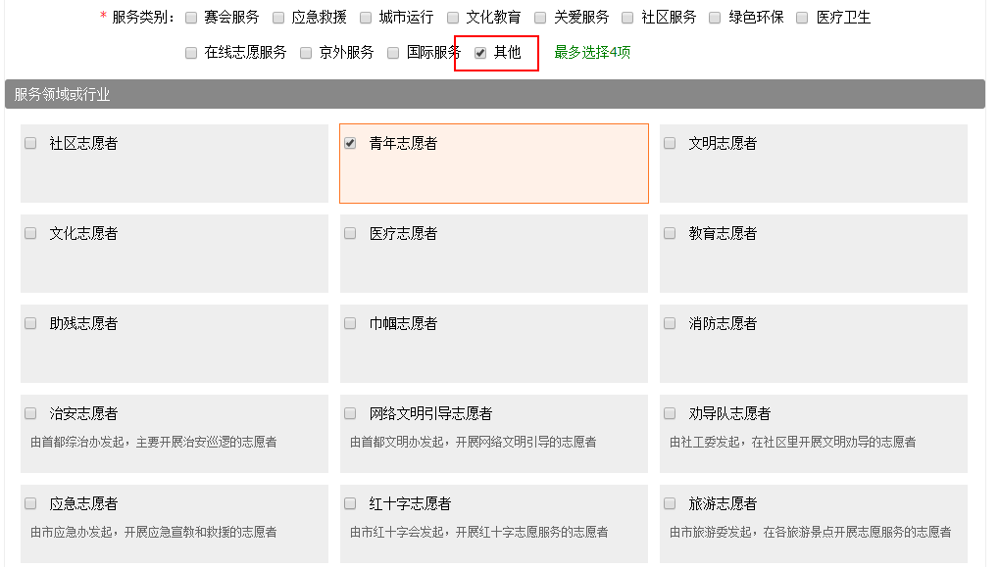 * 服务类别： 赛会服务 应急救援 城市运行 文化教育 关爱服务 社区服务 绿色环保 医疗卫生
在线志愿服务 京外服务 国际服务 其他 最多选择4项
服务领域或行业
社区志愿者 青年志愿者 文明志愿者
文化志愿者 医疗志愿者 教育志愿者
助残志愿者 巾帼志愿者 消防志愿者
治安志愿者 网络文明引导志愿者 劝导队志愿者
由首都综治办发起，主要开展治安巡逻的志愿者 由首都文明办发起，开展网络文明引导的志愿者 由社工委发起，在社区里开展文明劝导的志愿者
应急志愿者 红十字志愿者 旅游志愿者
由市应急办发起，开展应急宣教和救援的志愿者 由市红十字会发起，开展红十字志愿服务的志愿者 由市旅游委发起，在各旅游景点开展志愿服务的志愿者